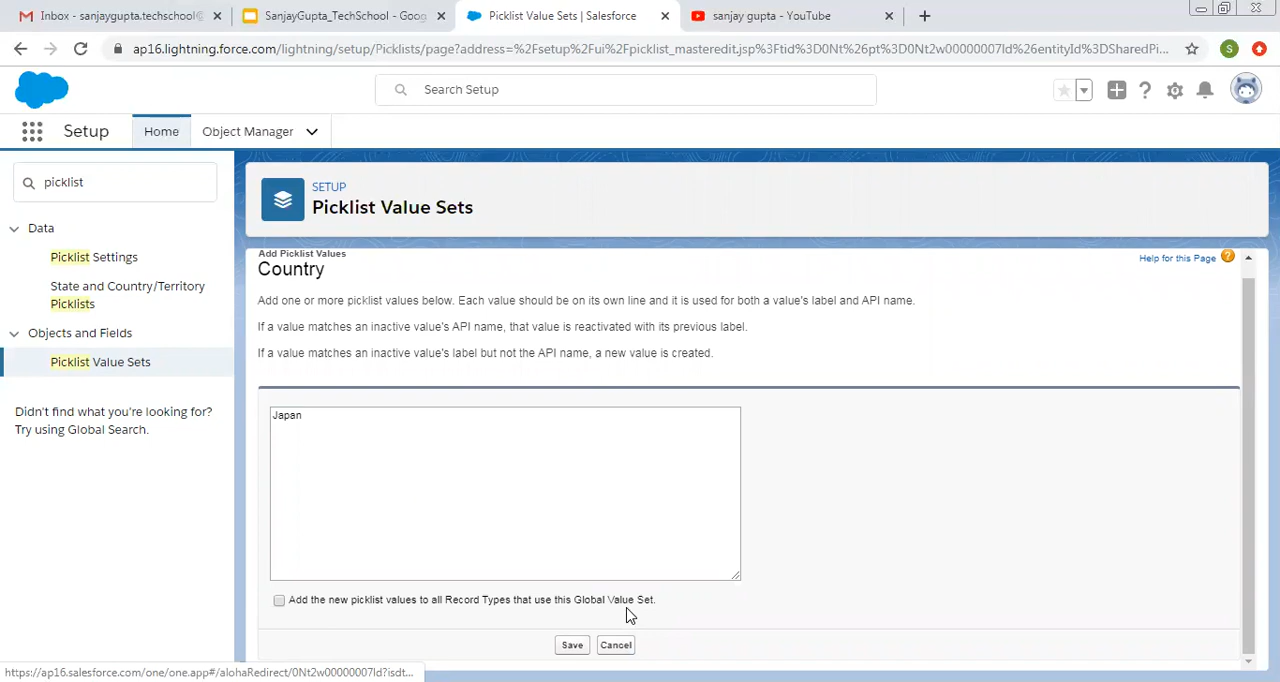 Inbox - sanjaygupta.techschool@
SanjayGupta_TechSchool - Goog
Picklist Value Sets | Salesforce
sanjay gupta - YouTube
ap16.lightning.force.com/lightning/setup/Picklists/page?address=%2Fsetup%2Fui%2Fpicklist_masteredit.jsp%3Ftid%3D0Nt%26pt%3D0Nt2w00000007Id%26entityId%3DSharedPi...
S
Search Setup
Setup
Home
Object Manager
picklist
Data
Picklist Settings
State and Country/Territory
Picklists
Objects and Fields
Picklist Value Sets
Didn't find what you're looking for?
Try using Global Search.
SETUP
Picklist Value Sets
Add Picklist Values
Country
Help for this Page
Add one or more picklist values below. Each value should be on its own line and it is used for both a value's label and API name.
If a value matches an inactive value's API name, that value is reactivated with its previous label.
If a value matches an inactive value's label but not the API name, a new value is created.
Japan
Add the new picklist values to all Record Types that use this Global Value Set.
Save
Cancel
https://ap16.salesforce.com/one/one.app#/alohaRedirect/0Nt2w00000007Id?isdt...